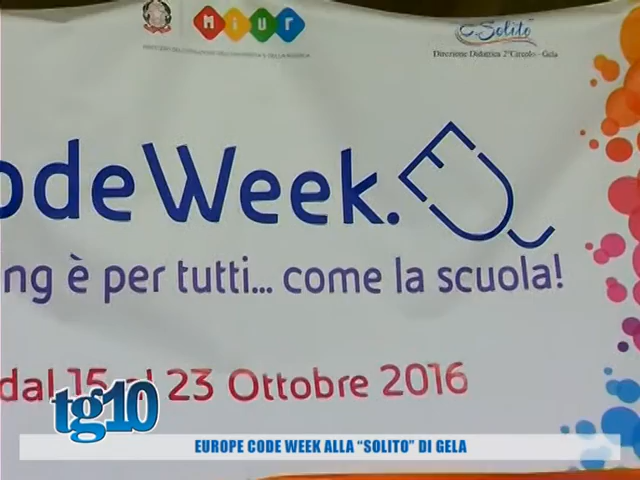 MiUR
C. Solito
Direzione Didattica 2° Circolo - Gela
odeWeek.EU
ng è per tutti... come la scuola!
dal 15 al 23 Ottobre 2016
tg10
EUROPE CODE WEEK ALLA “SOLITO” DI GELA